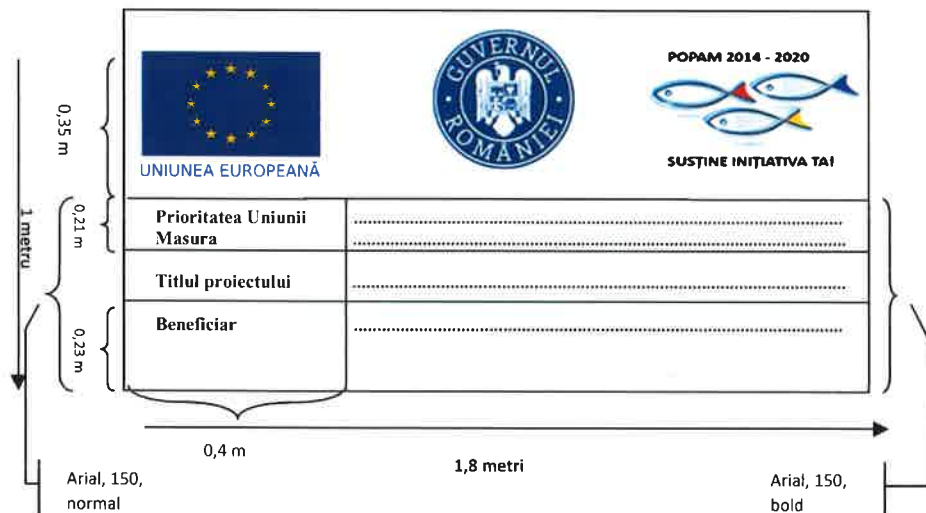 POPAM 2014 - 2020
GUVERNUL ROMÂNIEI
UNIUNEA EUROPEANĂ
SUSȚINE INIȚIATIVA TA!
0,35 m
1 metru
0,21 m
Prioritatea Uniunii
Masura
Titlul proiectului
0,23 m
Beneficiar
0,4 m
1,8 metri
Arial, 150,
normal
Arial, 150,
bold